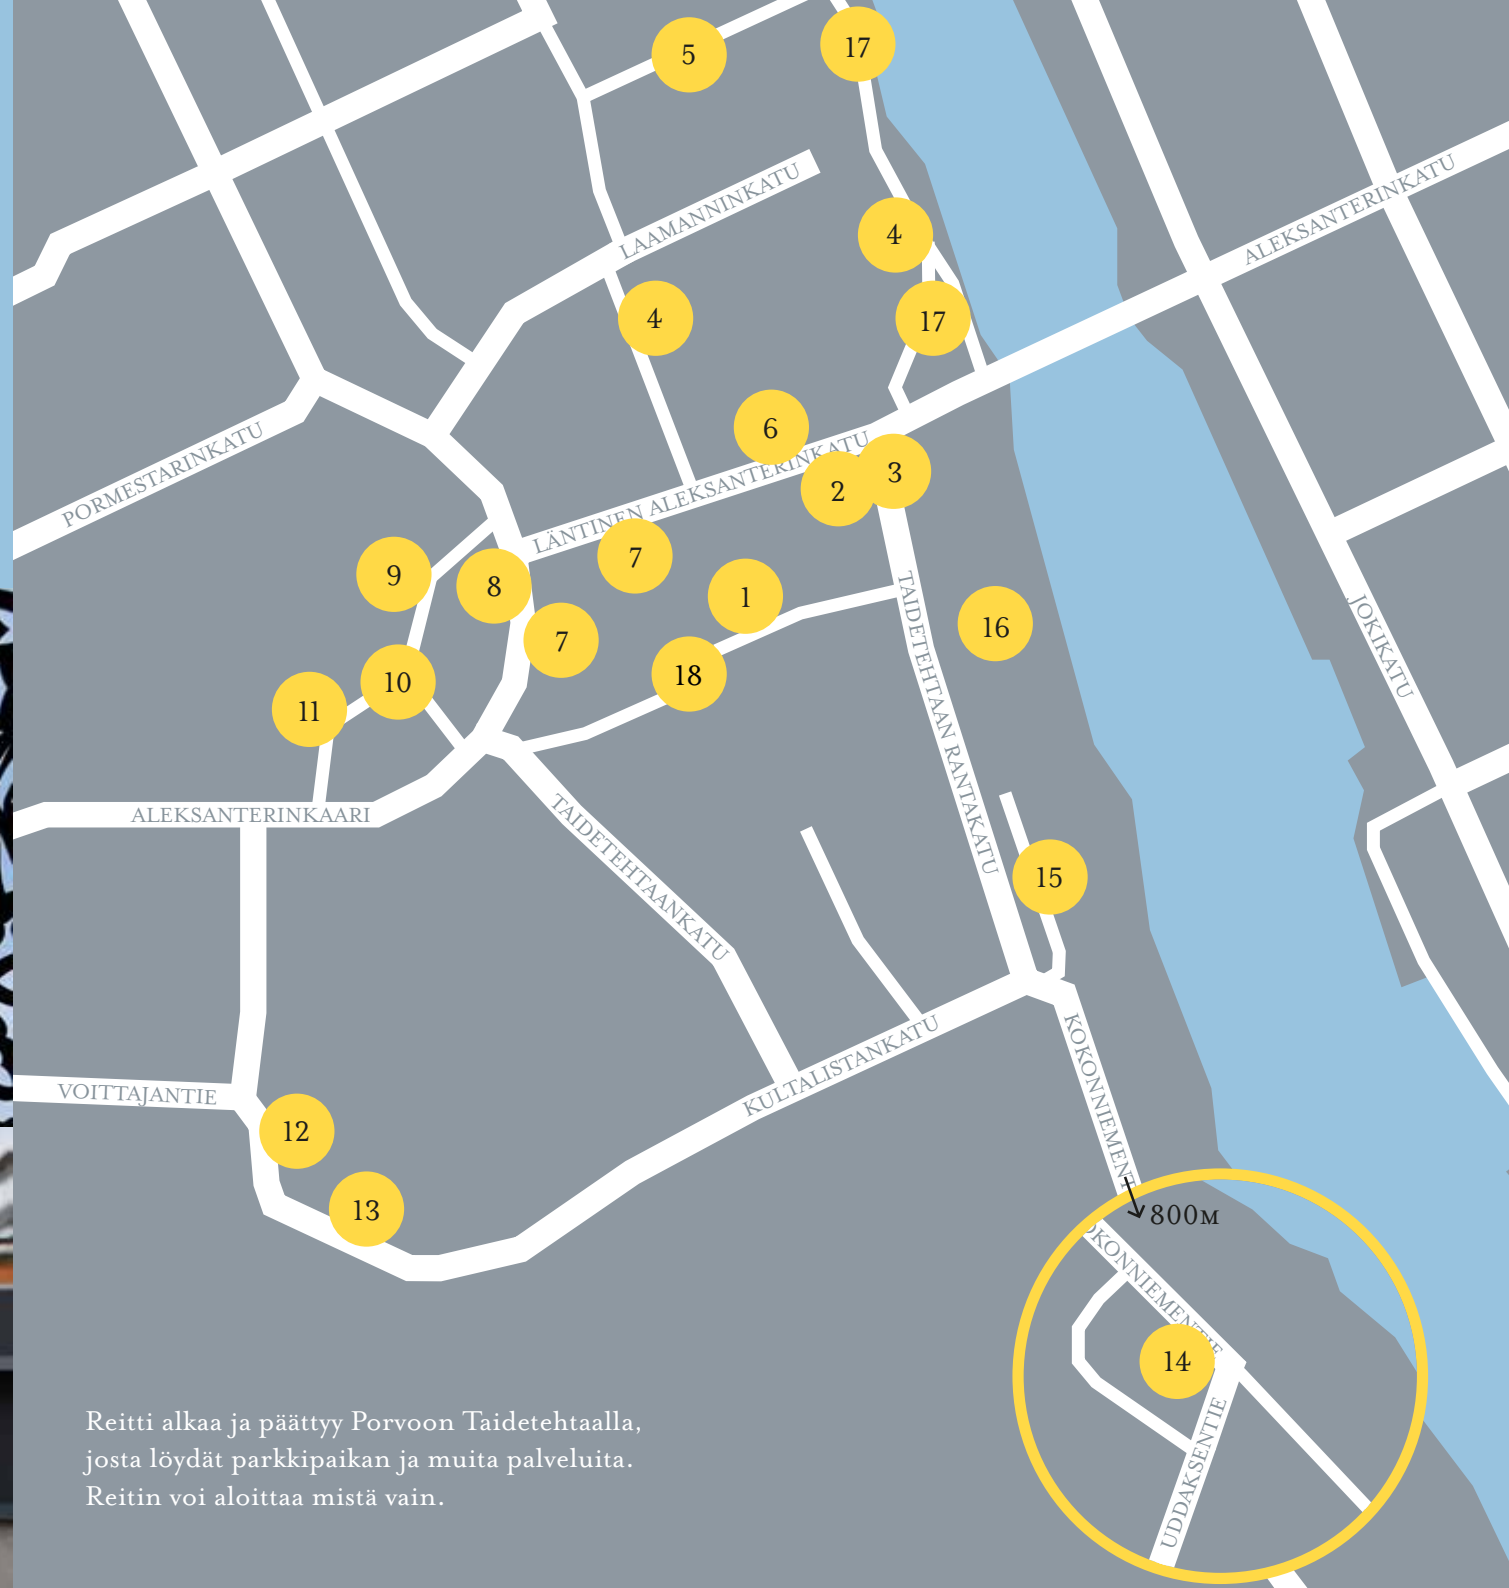 5
17
LAAMANNINKATU
ALEKSANTERINKATU
4
4
17
6
PORMESTARINKATU
LÄNTINEN ALEKSANTERINKATU
3
2
7
9
8
1
TAIDETEHTAAN RANTAKATU
16
JOKIKATU
7
18
10
11
ALEKSANTERINKAARI
TAIDETEHTAANKATU
15
KULTALISTANKATU
KOKONNIEMENT
VOITTAJANTIE
12
13
800M
OKONNIEMENTIE
14
UDDAKSENTIE
Reitti alkaa ja päättyy Porvoon Taidetehtaalla,
josta löydät parkkipaikan ja muita palveluita.
Reitin voi aloittaa mistä vain.